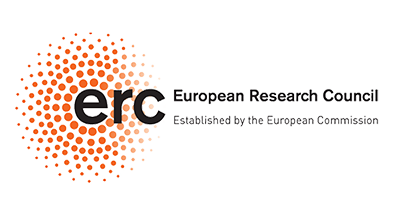 erc
European Research Council
Established by the European Commission